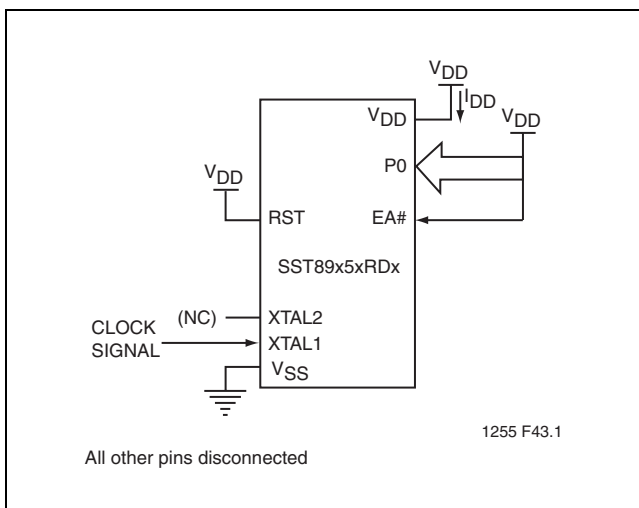 VDD
IDD
VDD
VDD
P0
VDD
RST
EA#
SST89x5xRDx
(NC)
XTAL2
CLOCK
SIGNAL
XTAL1
VSS
1255 F43.1
All other pins disconnected